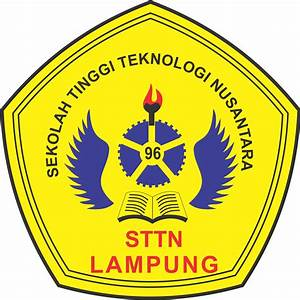 SEKOLAH TINGGI TEKNOLOGI NUSANTARA
96
STTN
LAMPUNG